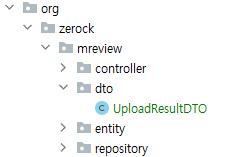 org
zerock
mreview
controller
dto
C UploadResultDTO
entity
repository